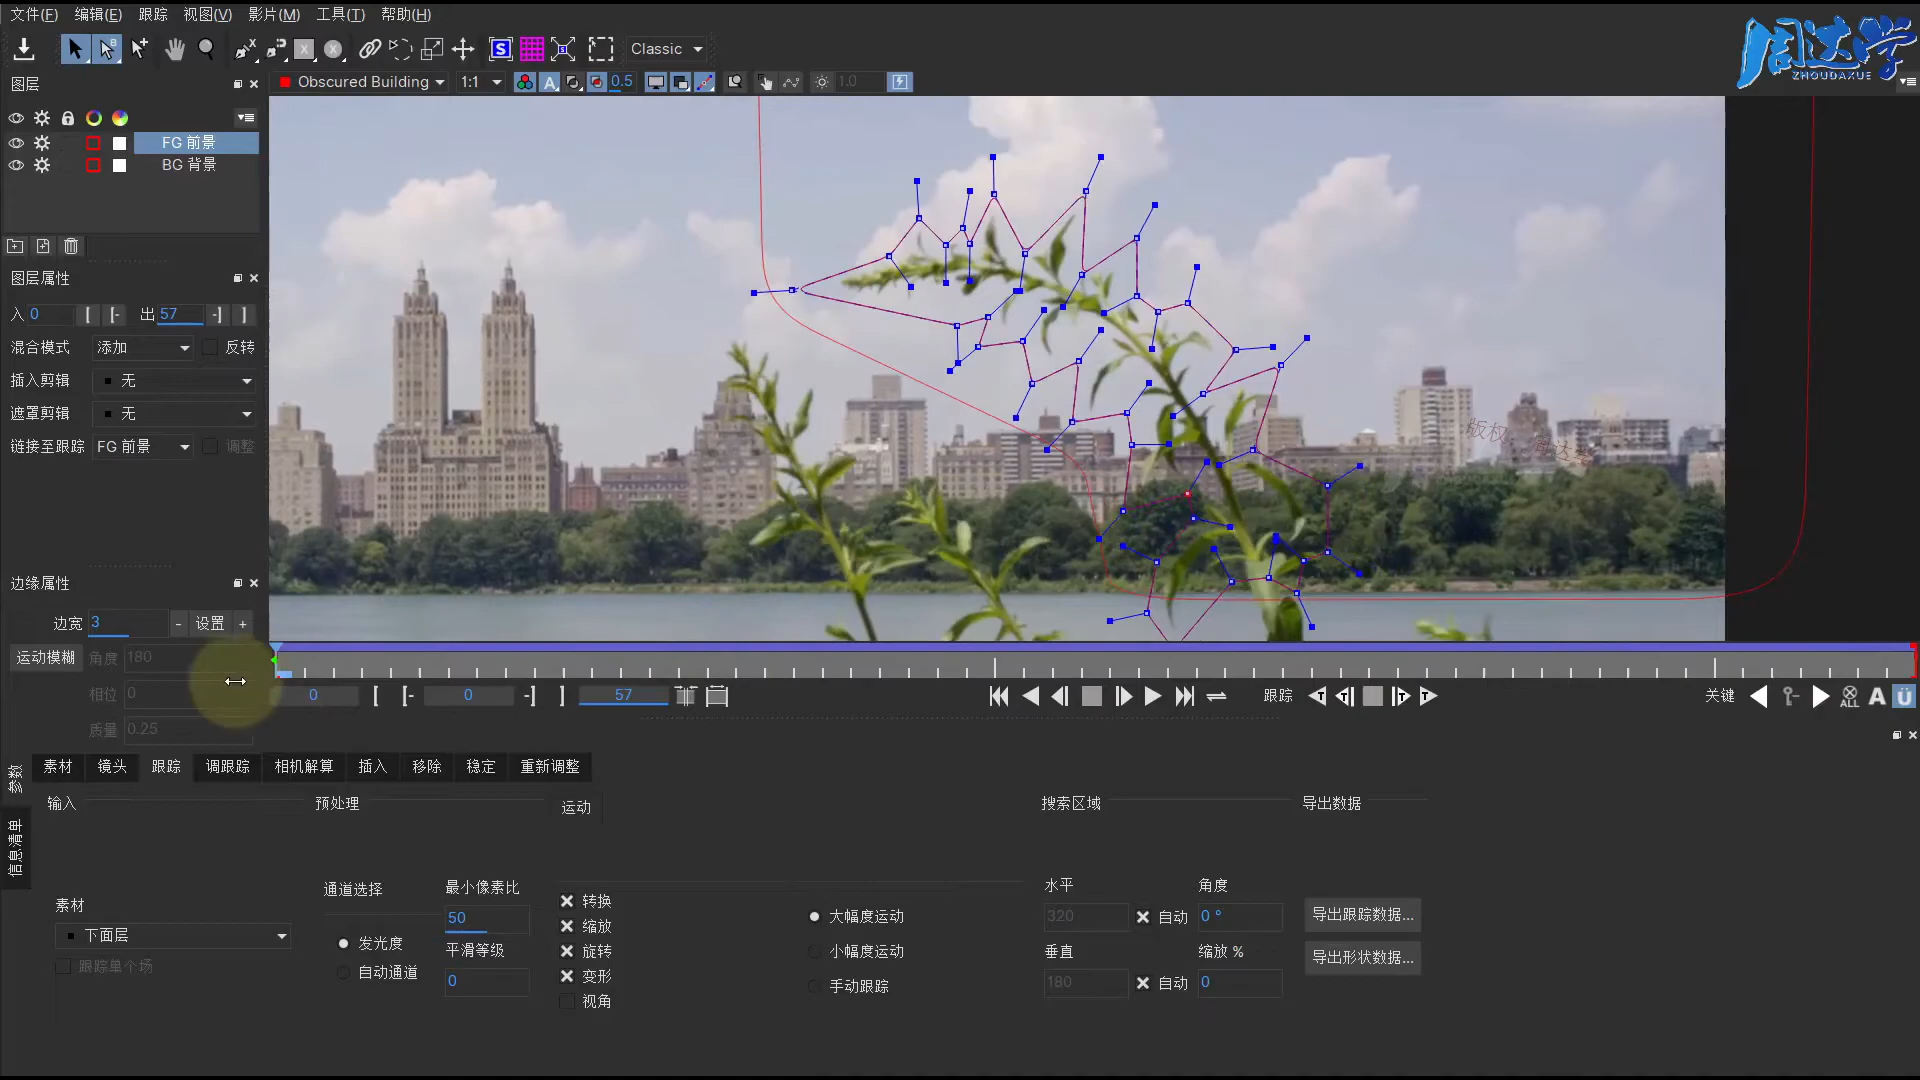 文件(F) 编辑(E) 跟踪 视图(V) 影片(M) 工具(T) 帮助(H)
S Classic
周达学
ZHOUDAXUE
图层
Obscured Building 1:1 A 0.5 1.0
FG 前景
BG 背景
图层属性
入 0 [ [- 出 57 -] ]
混合模式 添加 反转
插入剪辑 无
遮罩剪辑 无
链接至跟踪 FG 前景 调整
边缘属性
边宽 3 - 设置 +
运动模糊 角度 180
相位 0
质量 0.25
0 [ [- 0 -] ] 57 跟踪 关键 ALL A Ü
参数
信息清单
素材 镜头 跟踪 调跟踪 相机解算 插入 移除 稳定 重新调整
输入 预处理 运动 搜索区域 导出数据
素材
下面层
跟踪单个场
通道选择
发光度
自动通道
最小像素比
50
平滑等级
0
转换
缩放
旋转
变形
视角
大幅度运动
小幅度运动
手动跟踪
水平 角度
320 自动 0 °
垂直 缩放 %
180 自动 0
导出跟踪数据...
导出形状数据...